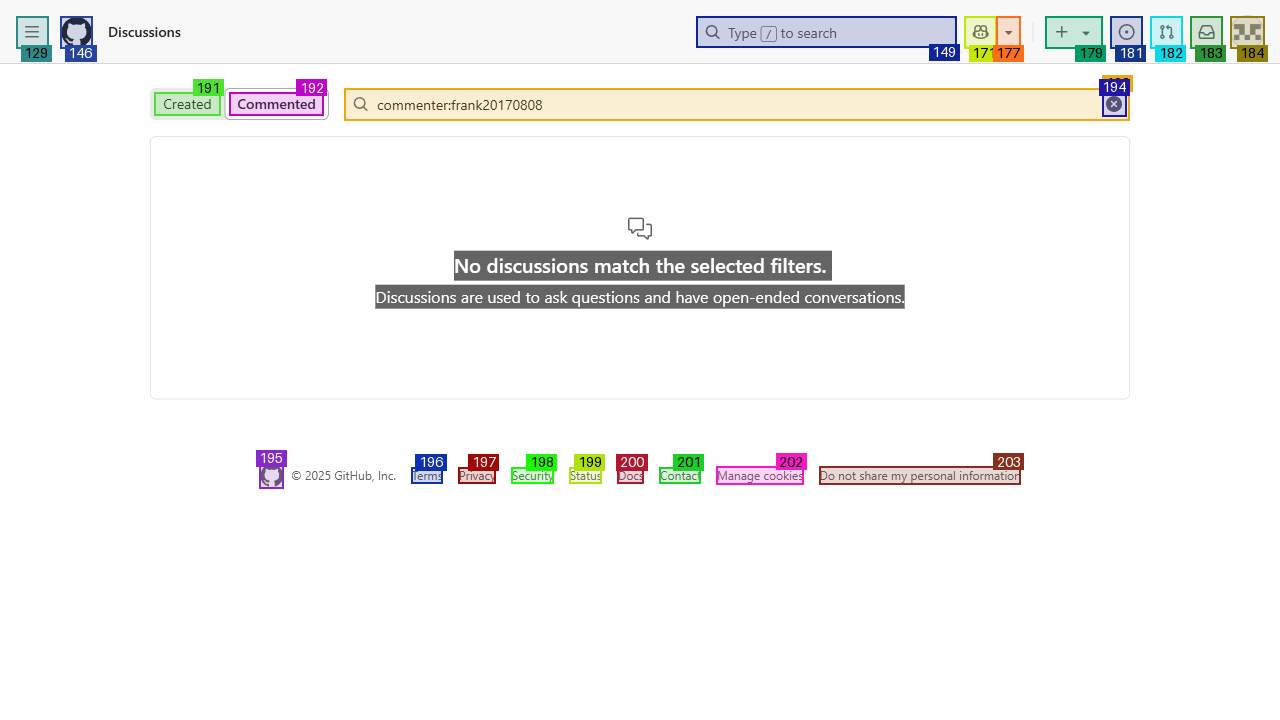 Discussions
Type / to search
129
146
149
171
177
179
181
182
183
184
191
192
194
Created
Commented
commenter:frank20170808
No discussions match the selected filters.
Discussions are used to ask questions and have open-ended conversations.
195
196
197
198
199
200
201
202
203
© 2025 GitHub, Inc.
Terms
Privacy
Security
Status
Docs
Contact
Manage cookies
Do not share my personal information